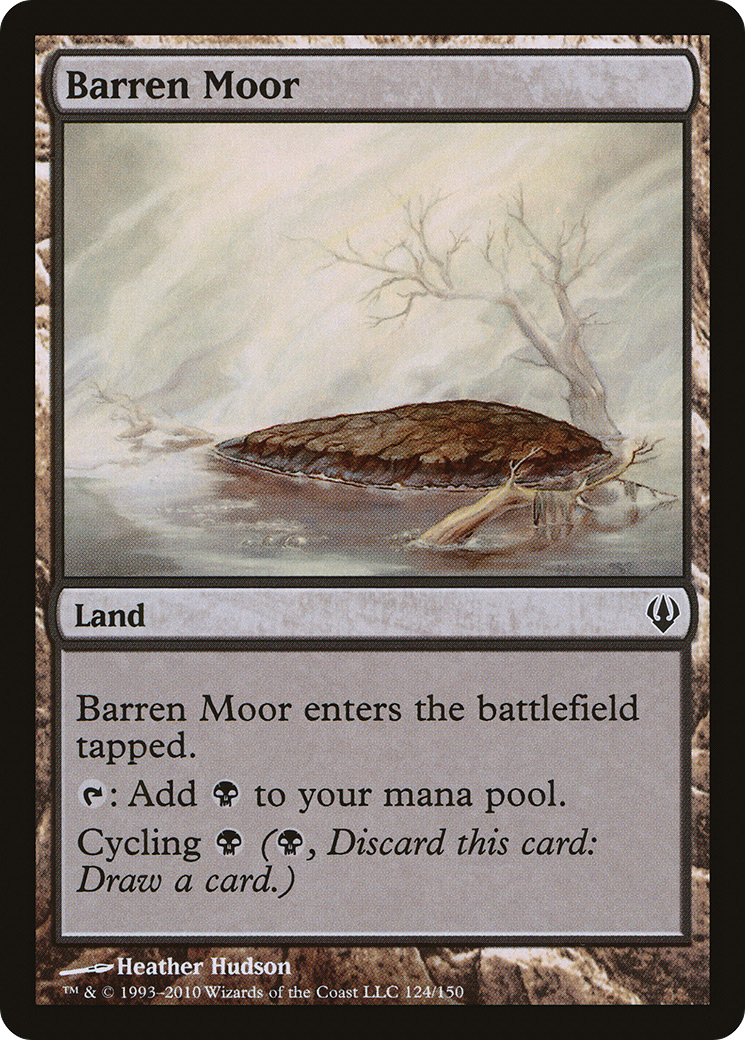 Barren Moor
Land
Barren Moor enters the battlefield
tapped.
: Add to your mana pool.
Cycling (, Discard this card:
Draw a card.)
Heather Hudson
™ & © 1993–2010 Wizards of the Coast LLC 124/150